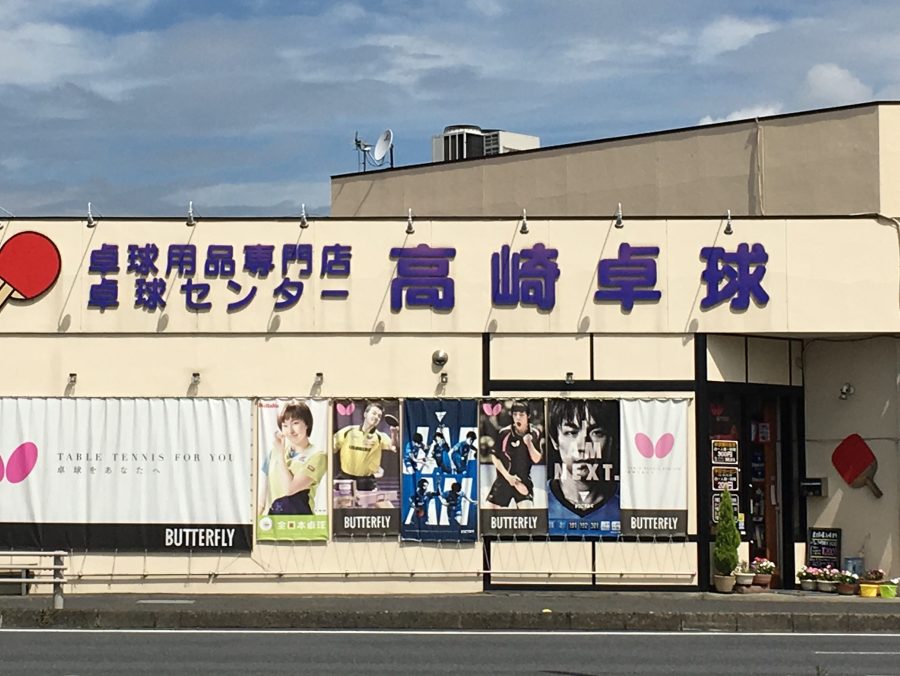 卓球用品専門店
卓球センター
高崎卓球
TABLE TENNIS FOR YOU
卓球をあなたへ
BUTTERFLY
全日本卓球
BUTTERFLY
BUTTERFLY
I'M
NEXT.
BUTTERFLY